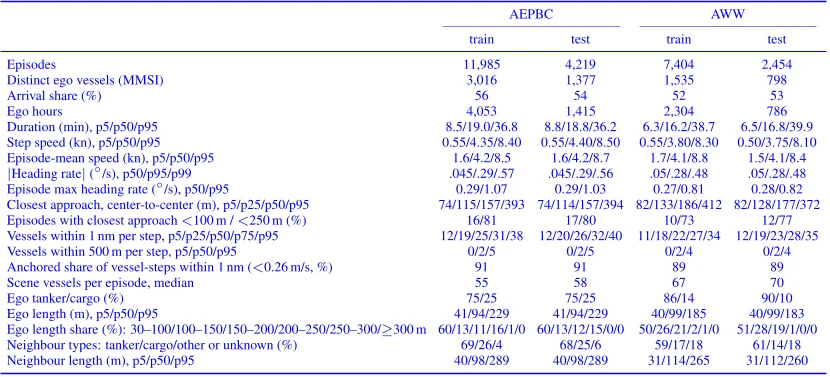 AEPBC AWW
train test train test
Episodes 11,985 4,219 7,404 2,454
Distinct ego vessels (MMSI) 3,016 1,377 1,535 798
Arrival share (%) 56 54 52 53
Ego hours 4,053 1,415 2,304 786
Duration (min), p5/p50/p95 8.5/19.0/36.8 8.8/18.8/36.2 6.3/16.2/38.7 6.5/16.8/39.9
Step speed (kn), p5/p50/p95 0.55/4.35/8.40 0.55/4.40/8.50 0.55/3.80/8.30 0.50/3.75/8.10
Episode-mean speed (kn), p5/p50/p95 1.6/4.2/8.5 1.6/4.2/8.7 1.7/4.1/8.8 1.5/4.1/8.4
|Heading rate| (°/s), p50/p95/p99 .045/.29/.57 .045/.29/.56 .05/.28/.48 .05/.28/.48
Episode max heading rate (°/s), p50/p95 0.29/1.07 0.29/1.03 0.27/0.81 0.28/0.82
Closest approach, center-to-center (m), p5/p25/p50/p95 74/115/157/393 74/114/157/394 82/133/186/412 82/128/177/372
Episodes with closest approach <100 m / <250 m (%) 16/81 17/80 10/73 12/77
Vessels within 1 nm per step, p5/p25/p50/p75/p95 12/19/25/31/38 12/20/26/32/40 11/18/22/27/34 12/19/23/28/35
Vessels within 500 m per step, p5/p50/p95 0/2/5 0/2/5 0/2/4 0/2/4
Anchored share of vessel-steps within 1 nm (<0.26 m/s, %) 91 91 89 89
Scene vessels per episode, median 55 58 67 70
Ego tanker/cargo (%) 75/25 75/25 86/14 90/10
Ego length (m), p5/p50/p95 41/94/229 41/94/229 40/99/185 40/99/183
Ego length share (%): 30–100/100–150/150–200/200–250/250–300/≥300 m 60/13/11/16/1/0 60/13/12/15/0/0 50/26/21/2/1/0 51/28/19/1/0/0
Neighbour types: tanker/cargo/other or unknown (%) 69/26/4 68/25/6 59/17/18 61/14/18
Neighbour length (m), p5/p50/p95 40/98/289 40/98/289 31/114/265 31/112/260